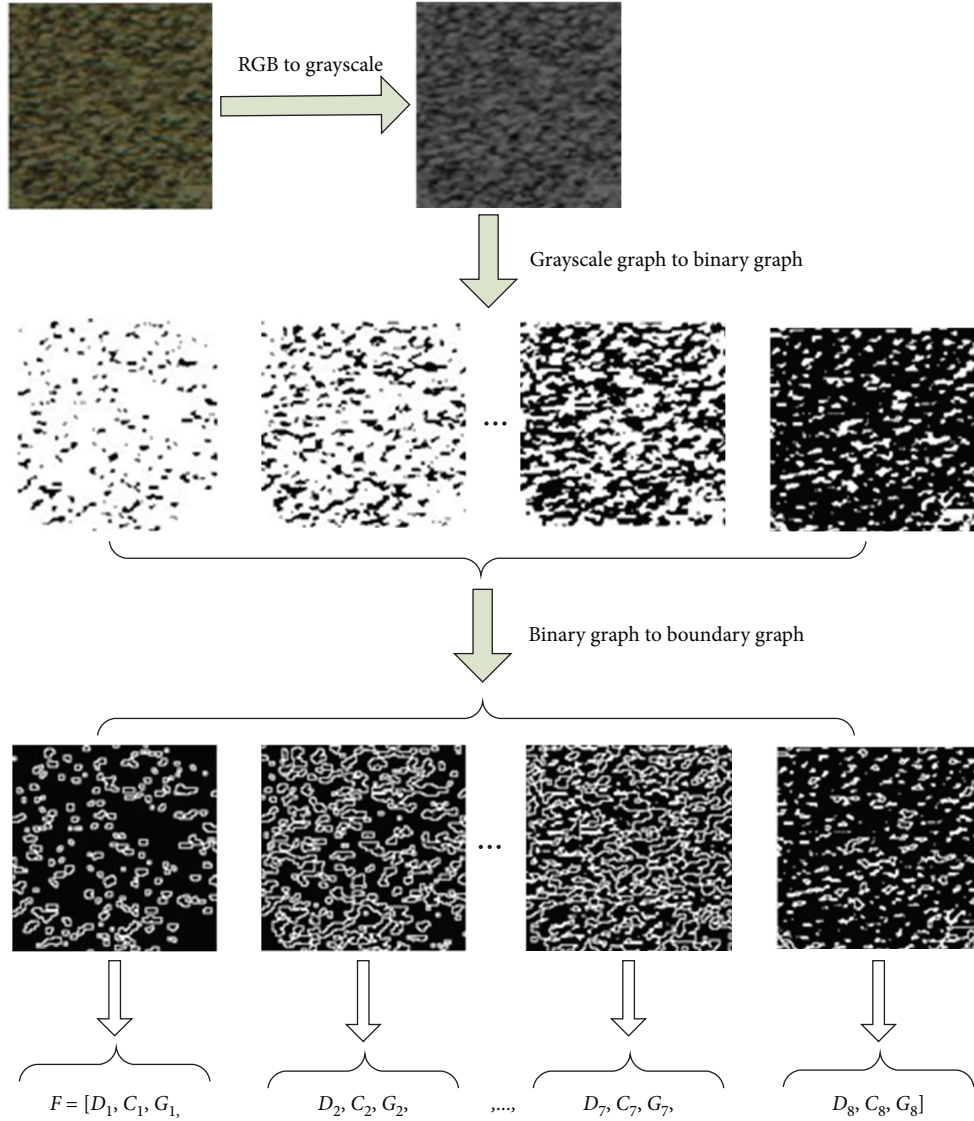 RGB to grayscale
Grayscale graph to binary graph
...
Binary graph to boundary graph
...
F = [D₁, C₁, G₁, D₂, C₂, G₂, ,..., D₇, C₇, G₇, D₈, C₈, G₈]